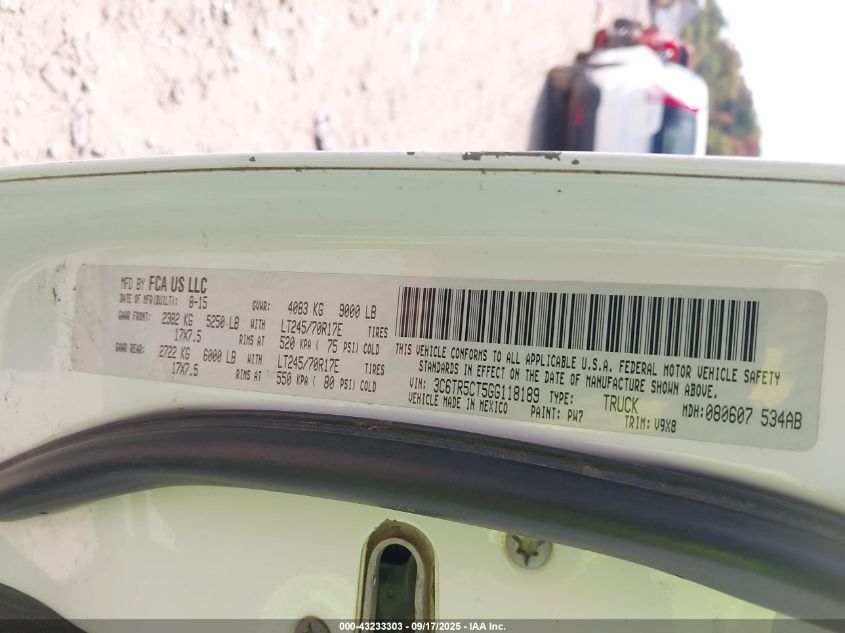 MFD BY FCA US LLC
DATE OF MFR(BUILT): 8-15 GVWR: 4083 KG 9000 LB
GAWR FRONT: 2382 KG 5250 LB WITH LT245/70R17E TIRES
17X7.5 RIMS AT 520 KPA ( 75 PSI) COLD
GAWR REAR: 2722 KG 6000 LB WITH LT245/70R17E TIRES
17X7.5 RIMS AT 550 KPA ( 80 PSI) COLD
THIS VEHICLE CONFORMS TO ALL APPLICABLE U.S.A. FEDERAL MOTOR VEHICLE SAFETY
STANDARDS IN EFFECT ON THE DATE OF MANUFACTURE SHOWN ABOVE.
VIN: 3C6TR5CT5GG118189 TYPE: TRUCK MDH:080607 534AB
VEHICLE MADE IN MEXICO PAINT: PW7 TRIM: V9X8
000-43233303 - 09/17/2025 - IAA Inc.